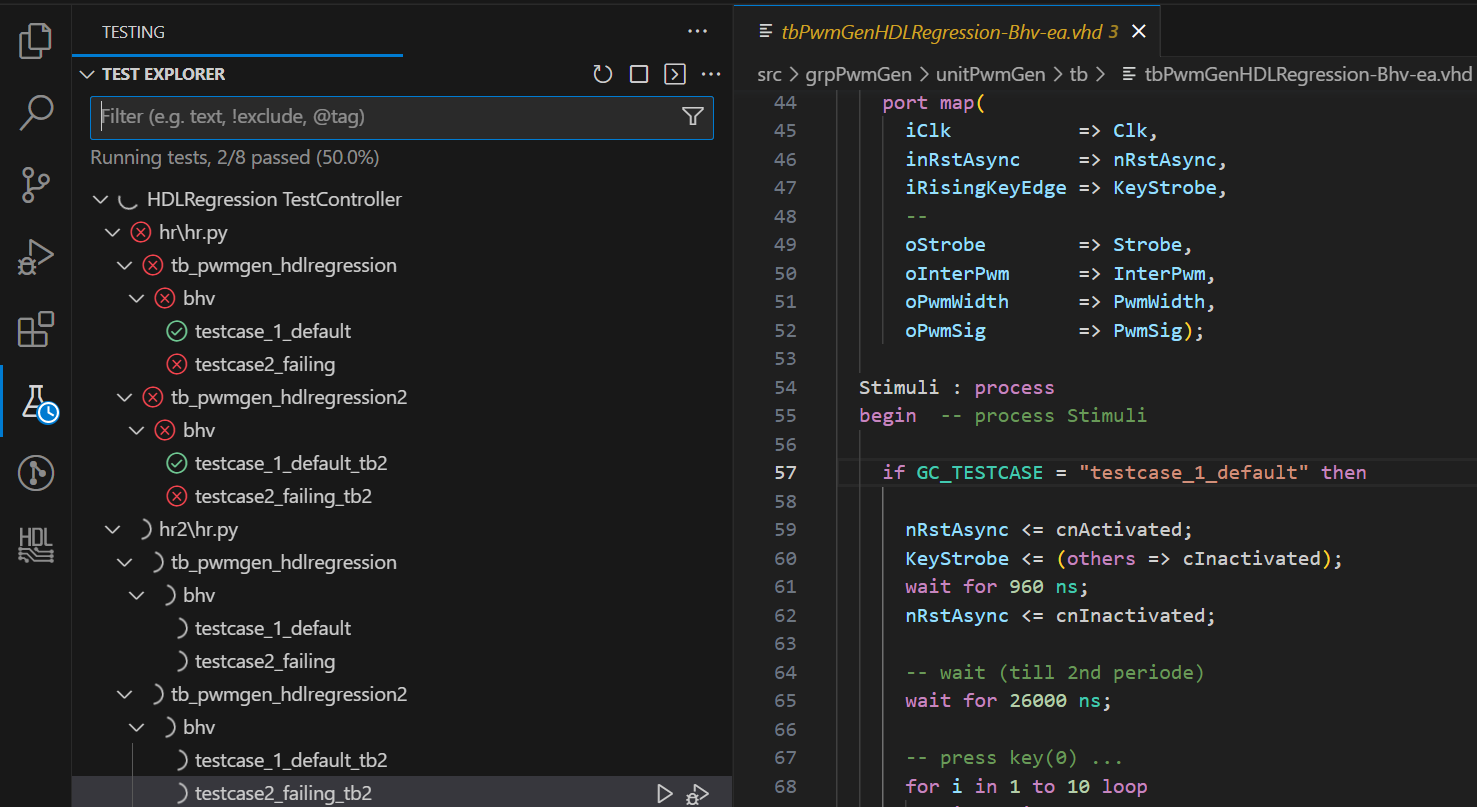 TESTING
TEST EXPLORER
Filter (e.g. text, !exclude, @tag)
Running tests, 2/8 passed (50.0%)
HDLRegression TestController
hr\hr.py
tb_pwmgen_hdlregression
bhv
testcase_1_default
testcase2_failing
tb_pwmgen_hdlregression2
bhv
testcase_1_default_tb2
testcase2_failing_tb2
hr2\hr.py
tb_pwmgen_hdlregression
bhv
testcase_1_default
testcase2_failing
tb_pwmgen_hdlregression2
bhv
testcase_1_default_tb2
testcase2_failing_tb2
HDL
tbPwmGenHDLRegression-Bhv-ea.vhd 3
src > grpPwmGen > unitPwmGen > tb > tbPwmGenHDLRegression-Bhv-ea.vhd
44 port map(
45 iClk => Clk,
46 inRstAsync => nRstAsync,
47 iRisingKeyEdge => KeyStrobe,
48 --
49 oStrobe => Strobe,
50 oInterPwm => InterPwm,
51 oPwmWidth => PwmWidth,
52 oPwmSig => PwmSig);
53
54 Stimuli : process
55 begin -- process Stimuli
56
57 if GC_TESTCASE = "testcase_1_default" then
58
59 nRstAsync <= cnActivated;
60 KeyStrobe <= (others => cInactivated);
61 wait for 960 ns;
62 nRstAsync <= cnInactivated;
63
64 -- wait (till 2nd periode)
65 wait for 26000 ns;
66
67 -- press key(0) ...
68 for i in 1 to 10 loop